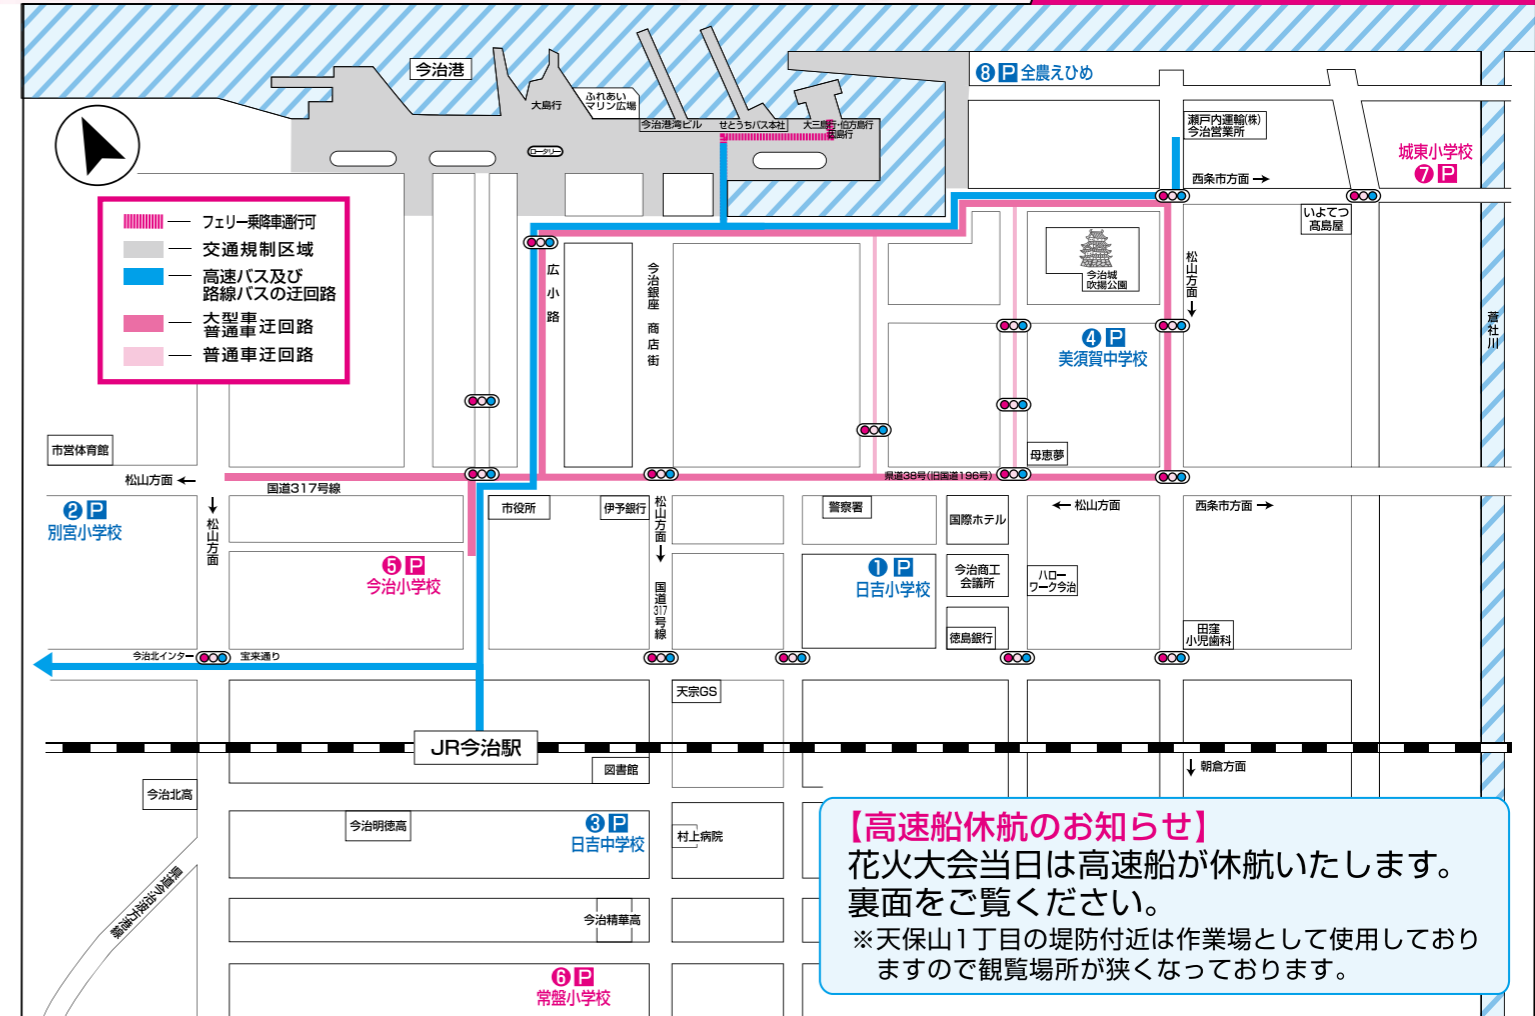 今治港
大島行
ふれあい
マリン広場
今治港湾ビル
せとうちバス本社
大三島行・伯方島行
ロータリー
8 P 全農えひめ
瀬戸内運輸(株)
今治営業所
城東小学校
7 P
西条市方面→
いよてつ
髙島屋
フェリー乗降車通行可
交通規制区域
高速バス及び
路線バスの迂回路
大型車
普通車 迂回路
普通車迂回路
広小路
今治銀座 商店街
今治城
吹揚公園
松山方面↓
蒼社川
4 P
美須賀中学校
市営体育館
松山方面←
国道317号線
母恵夢
県道38号(旧国道196号)
2 P
別宮小学校
↓松山方面
市役所
伊予銀行
松山方面↓
国道317号線
警察署
国際ホテル
←松山方面
西条市方面→
5 P
今治小学校
1 P
日吉小学校
今治商工
会議所
ハロー
ワーク今治
徳島銀行
田窪
小児歯科
今治北インター
宝来通り
天宗GS
JR今治駅
図書館
↓朝倉方面
今治北高
今治明徳高
3 P
日吉中学校
村上病院
県道今治波方港線
今治精華高
6 P
常盤小学校
【高速船休航のお知らせ】
花火大会当日は高速船が休航いたします。
裏面をご覧ください。
※天保山1丁目の堤防付近は作業場として使用しており
ますので観覧場所が狭くなっております。